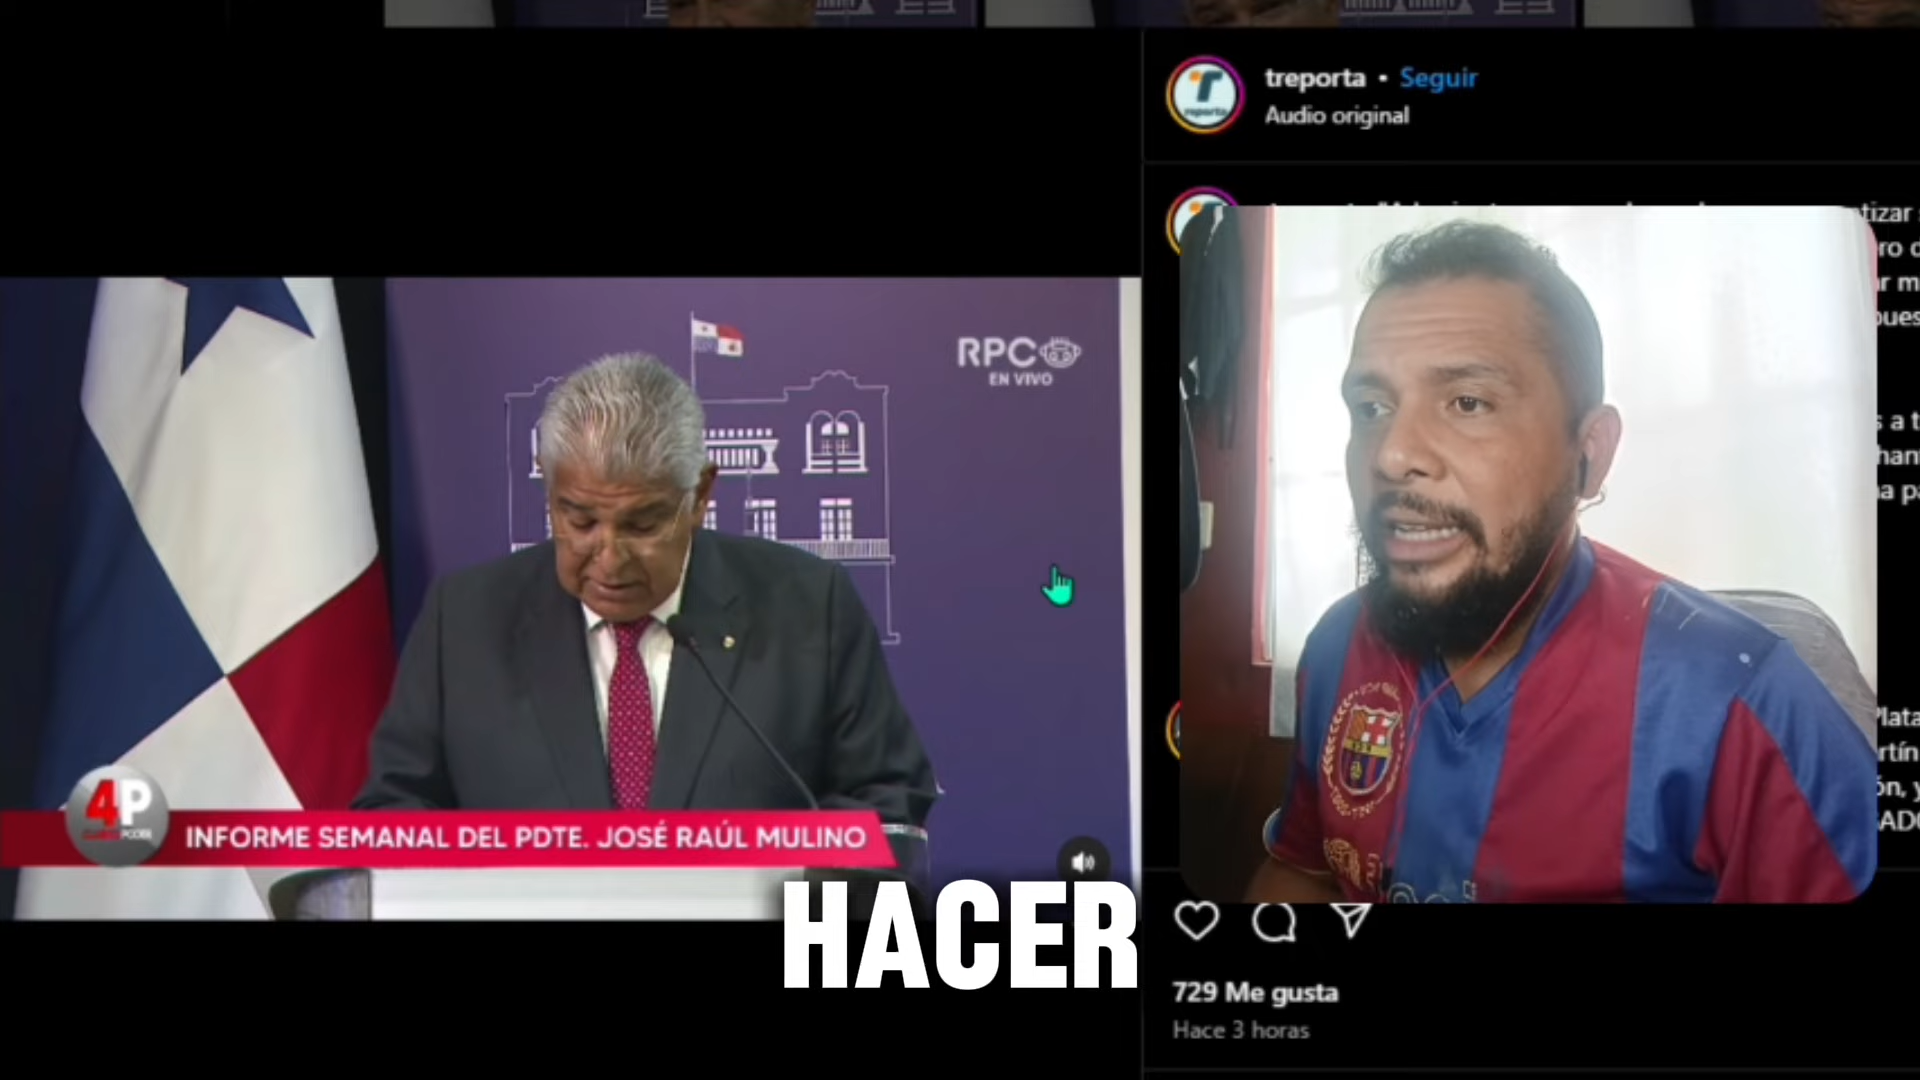 treporta • Seguir
Audio original
tizar
RPC
EN VIVO
4P
INFORME SEMANAL DEL PDTE. JOSÉ RAÚL MULINO
HACER
729 Me gusta
Hace 3 horas